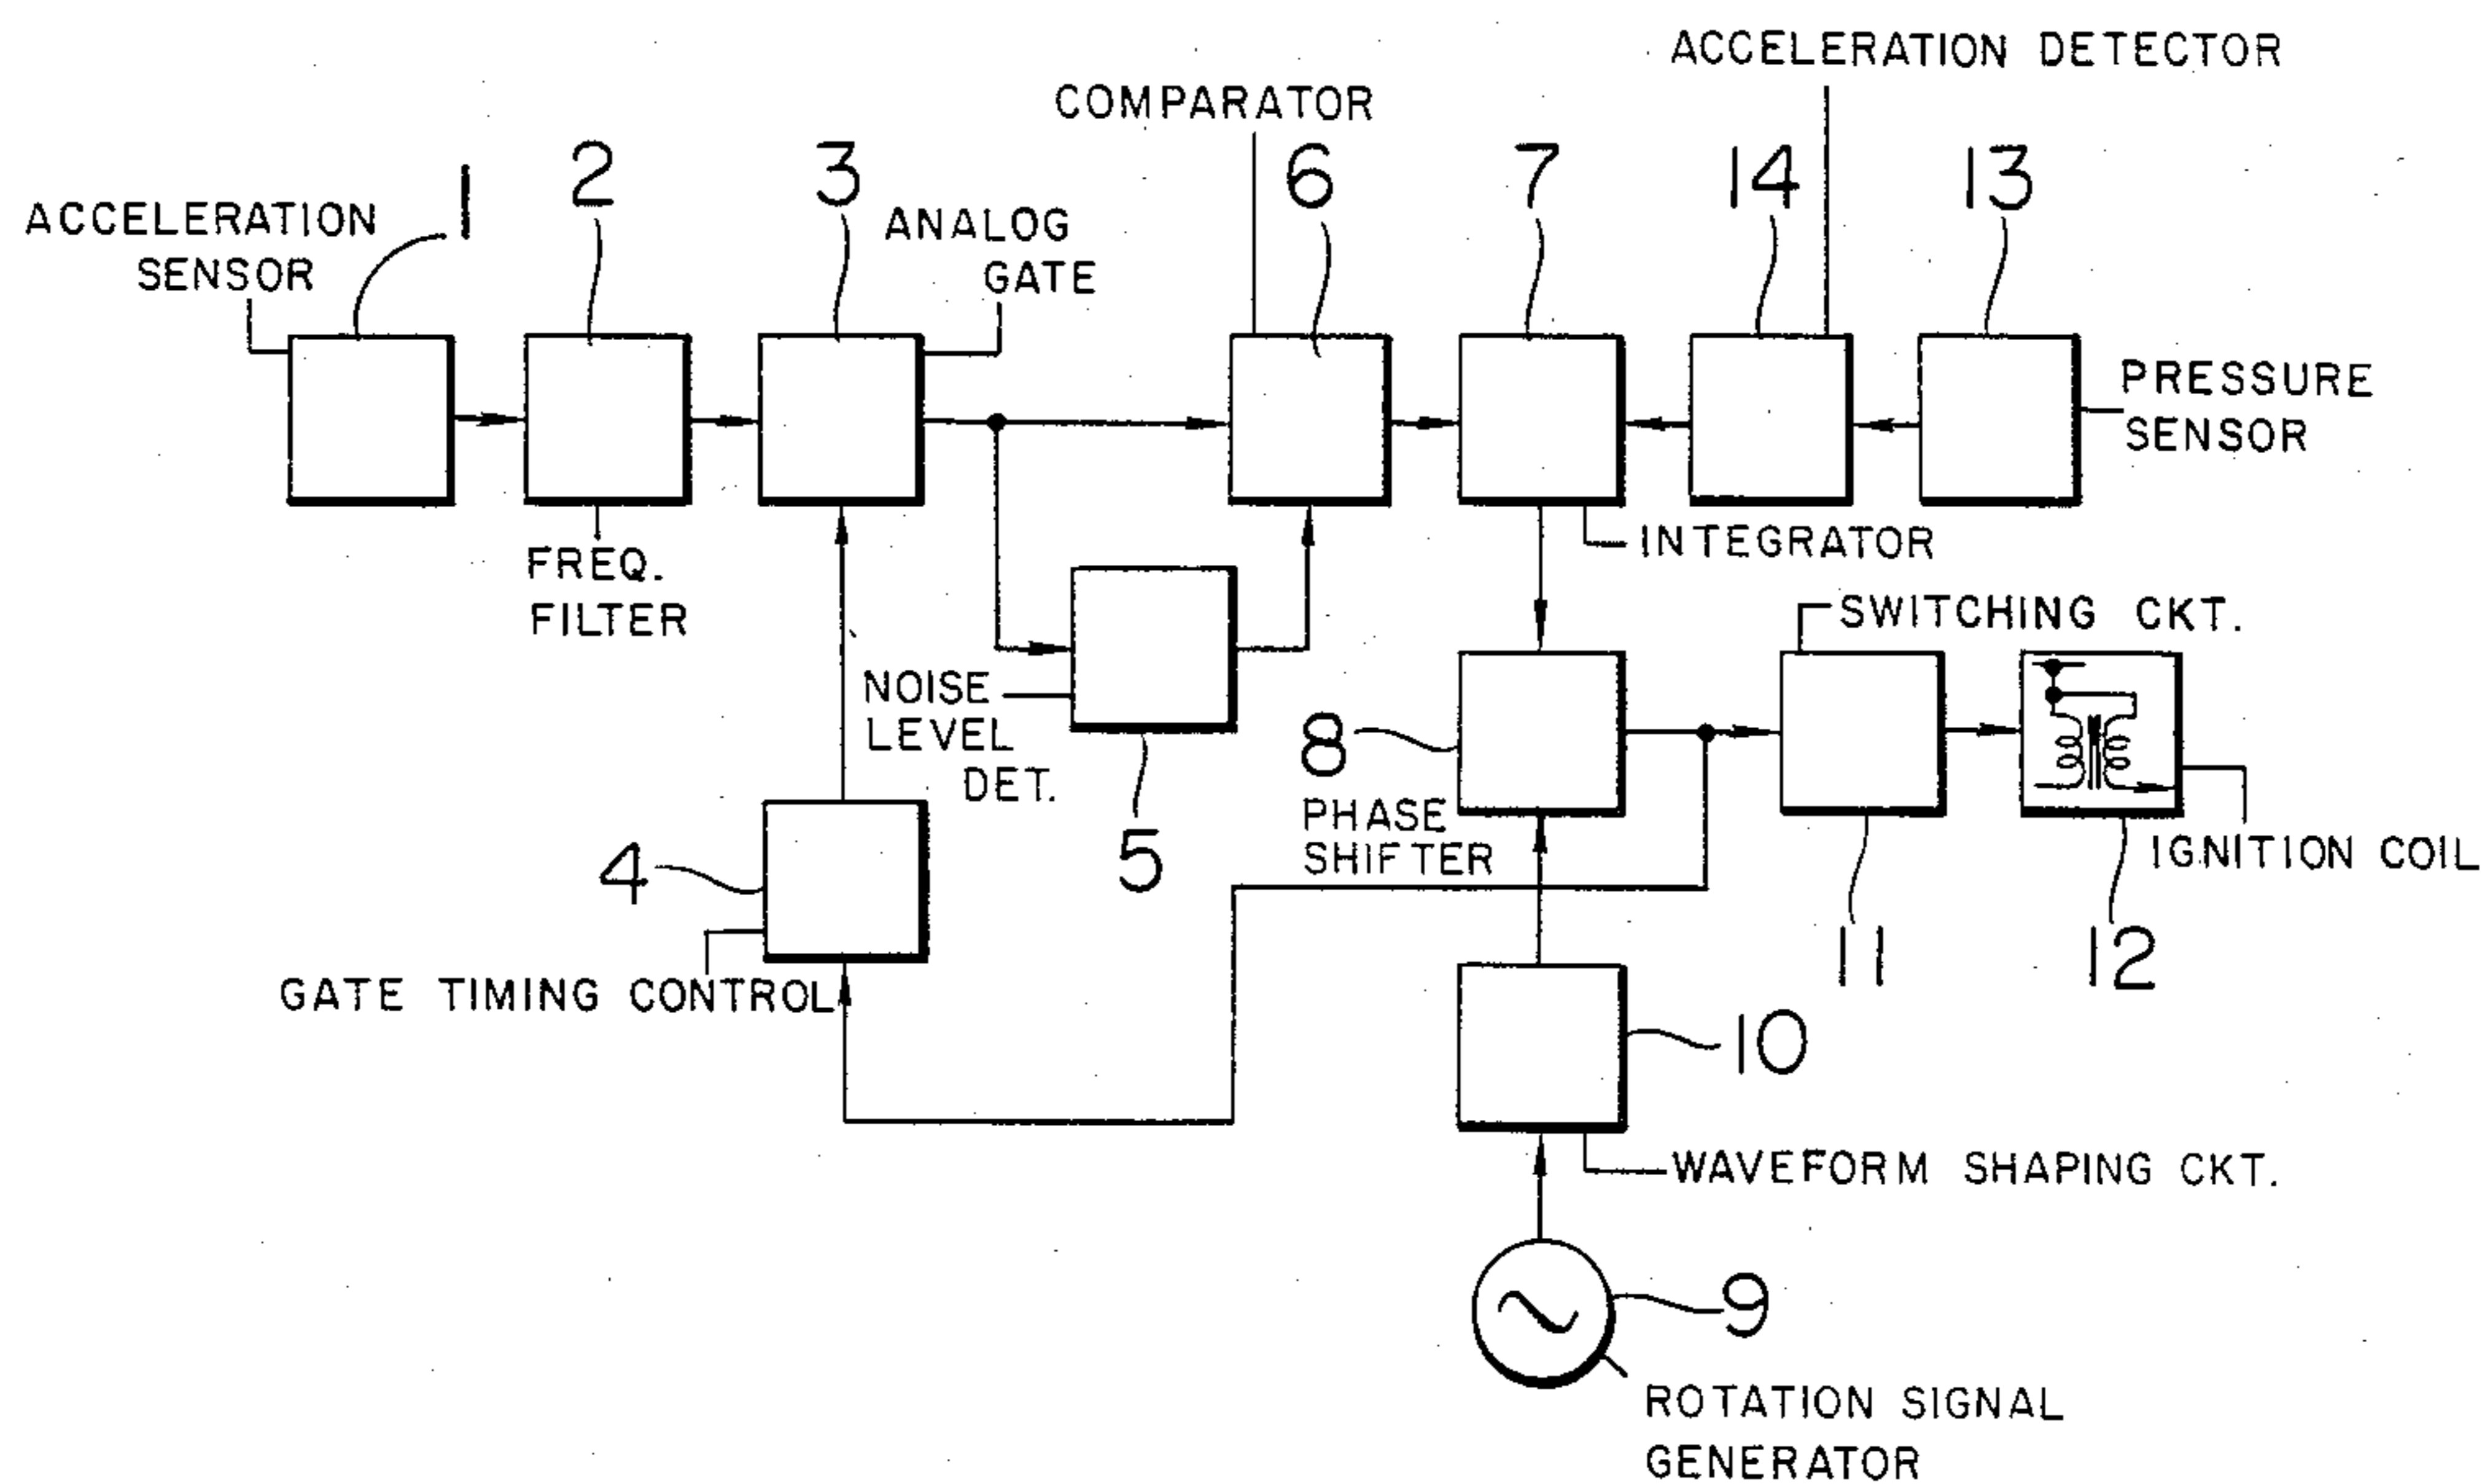 ACCELERATION DETECTOR
COMPARATOR
1
2
3
6
7
14
13
ACCELERATION
SENSOR
ANALOG
GATE
PRESSURE
SENSOR
FREQ.
FILTER
INTEGRATOR
SWITCHING CKT.
NOISE
LEVEL
DET.
8
PHASE
SHIFTER
4
5
IGNITION COIL
11
12
GATE TIMING CONTROL
10
WAVEFORM SHAPING CKT.
9
ROTATION SIGNAL
GENERATOR